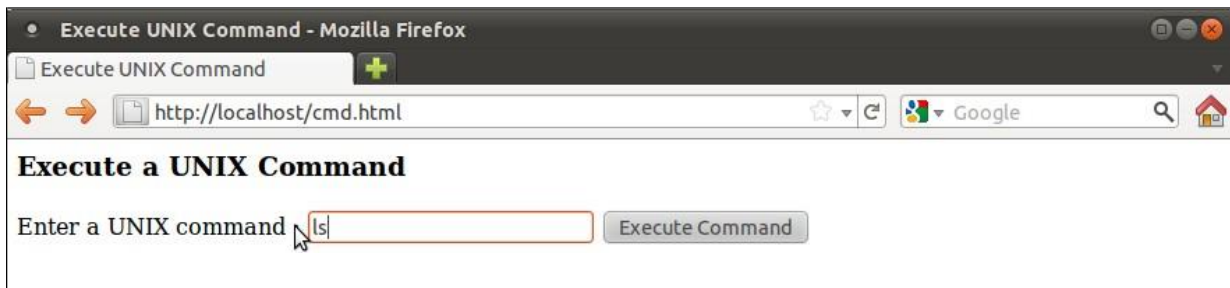 Execute UNIX Command - Mozilla Firefox
Execute UNIX Command
http://localhost/cmd.html Google
Execute a UNIX Command
Enter a UNIX command ls Execute Command